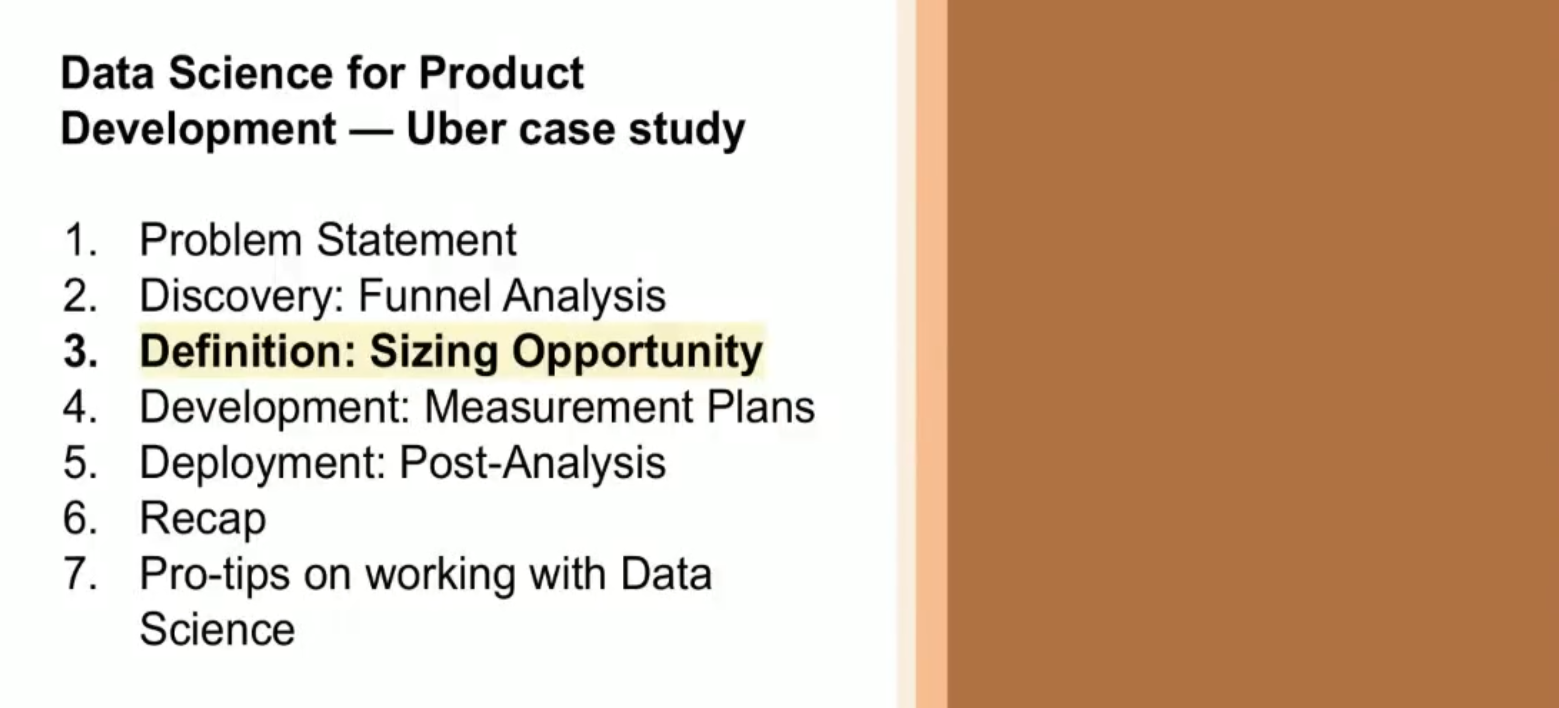 Data Science for Product
Development — Uber case study
1. Problem Statement
2. Discovery: Funnel Analysis
3. Definition: Sizing Opportunity
4. Development: Measurement Plans
5. Deployment: Post-Analysis
6. Recap
7. Pro-tips on working with Data
Science